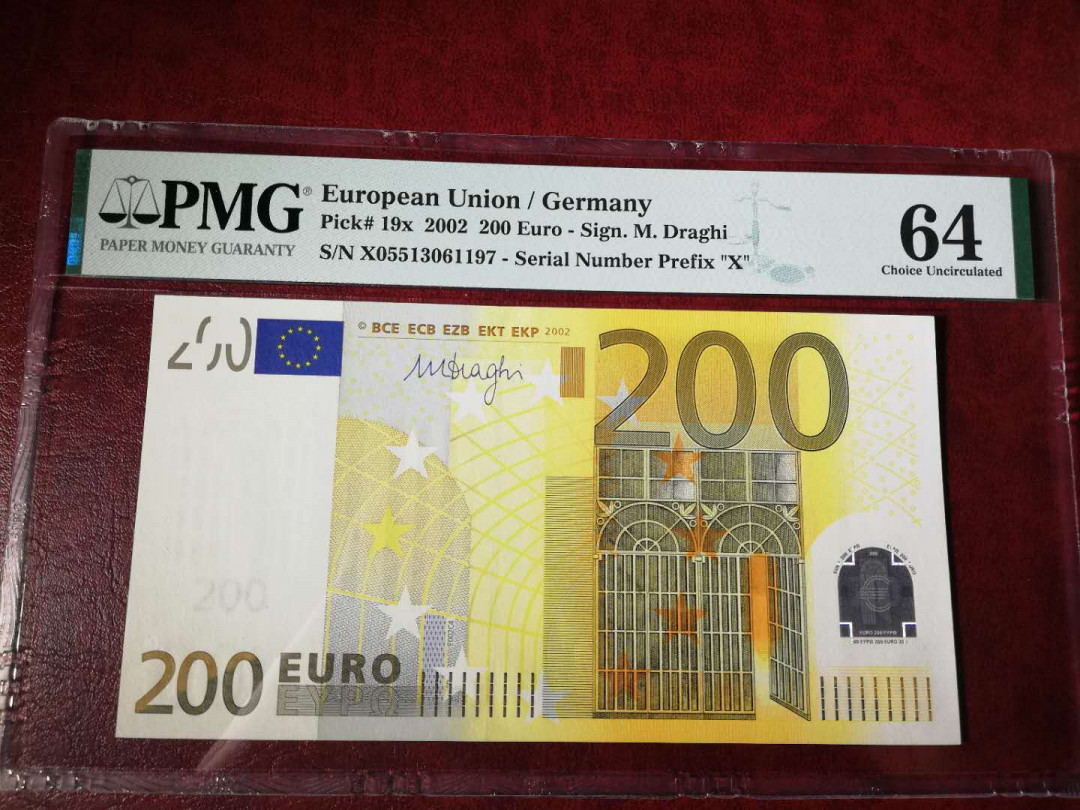 PMG®
PAPER MONEY GUARANTY
European Union / Germany
Pick# 19x 2002 200 Euro - Sign. M. Draghi
S/N X05513061197 - Serial Number Prefix "X"
64
Choice Uncirculated
© BCE ECB EZB EKT EKP 2002
MDraghi
200
200
200 EURO
ΕΥΡΩ